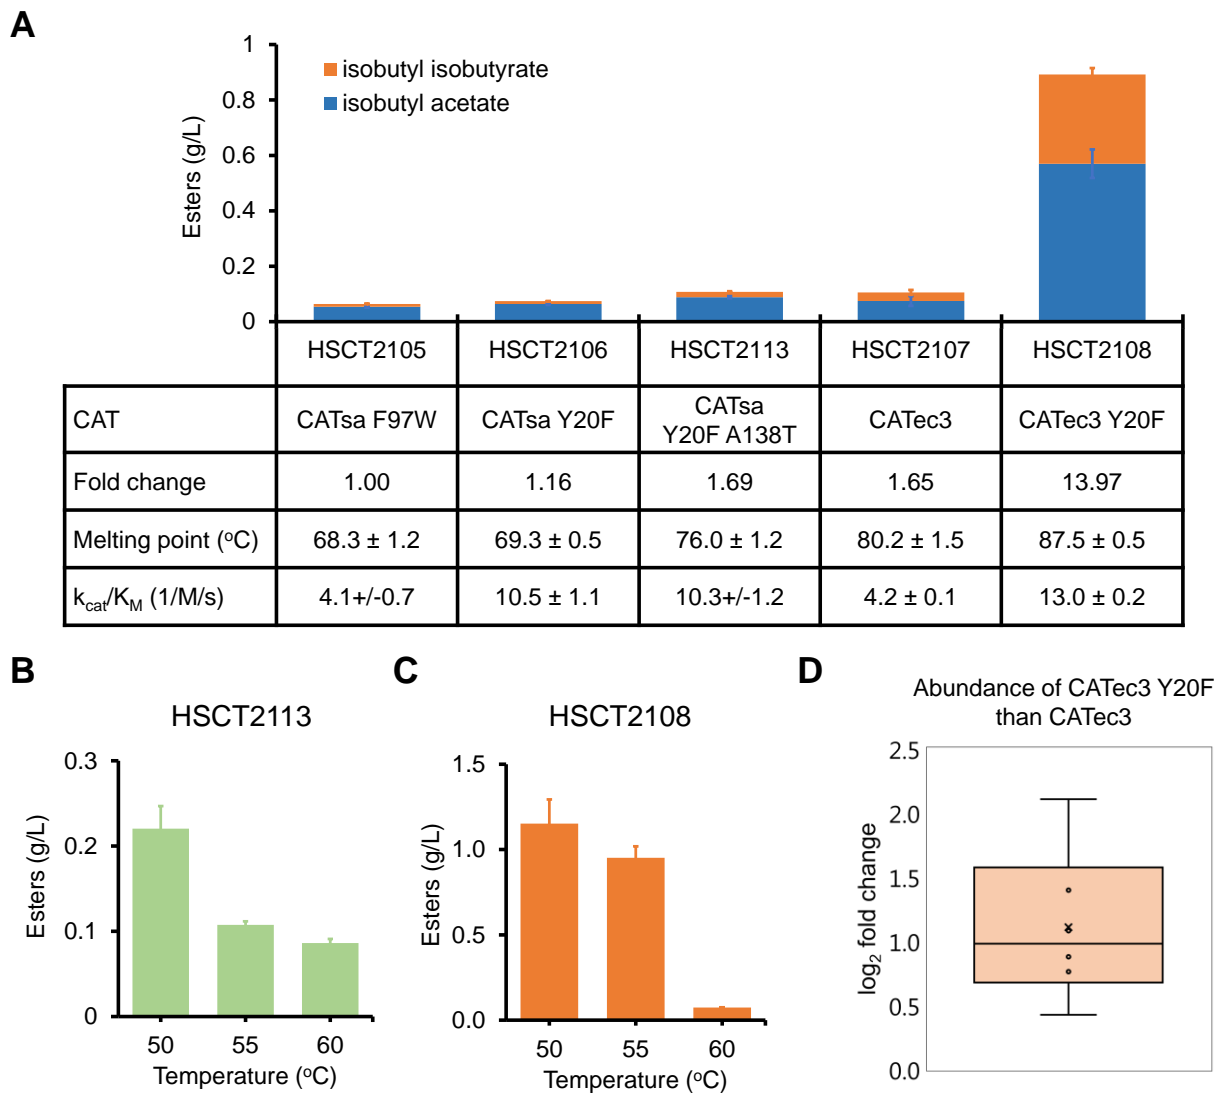 A
1
0.8
0.6
0.4
0.2
0
Esters (g/L)
isobutyl isobutyrate
isobutyl acetate
HSCT2105 HSCT2106 HSCT2113 HSCT2107 HSCT2108
CAT CATsa F97W CATsa Y20F CATsa Y20F A138T CATec3 CATec3 Y20F
Fold change 1.00 1.16 1.69 1.65 13.97
Melting point (°C) 68.3 ± 1.2 69.3 ± 0.5 76.0 ± 1.2 80.2 ± 1.5 87.5 ± 0.5
kcat/KM (1/M/s) 4.1+/-0.7 10.5 ± 1.1 10.3+/-1.2 4.2 ± 0.1 13.0 ± 0.2
B
HSCT2113
0.3
0.2
0.1
0
Esters (g/L)
50 55 60
Temperature (°C)
C
HSCT2108
1.5
1.0
0.5
0.0
Esters (g/L)
50 55 60
Temperature (°C)
D
Abundance of CATec3 Y20F
than CATec3
2.5
2.0
1.5
1.0
0.5
0.0
log2 fold change